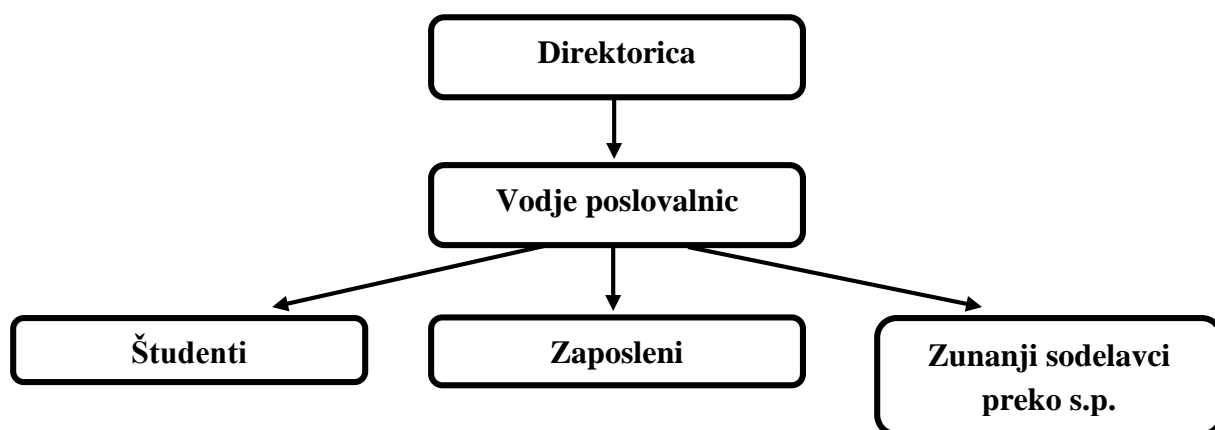 Direktorica
Vodje poslovalnic
Študenti
Zaposleni
Zunanji sodelavci
preko s.p.